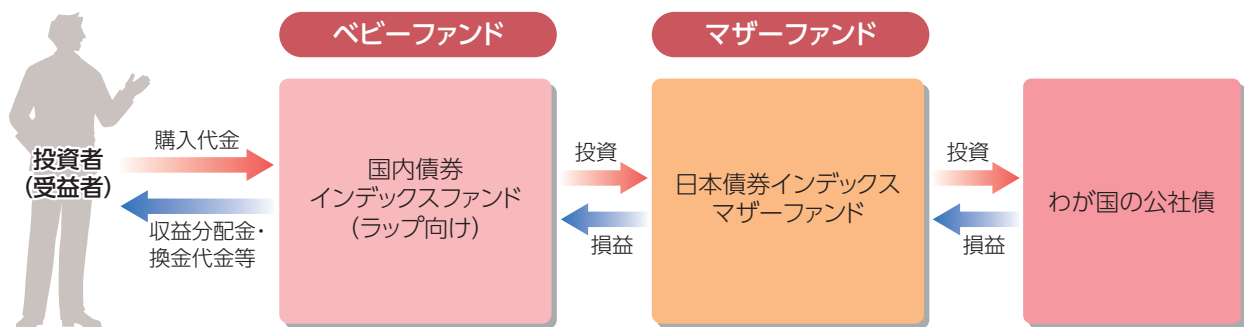 ベビーファンド
マザーファンド
投資者
(受益者)
購入代金
収益分配金・
換金代金等
国内債券
インデックスファンド
(ラップ向け)
投資
損益
日本債券インデックス
マザーファンド
投資
損益
わが国の公社債